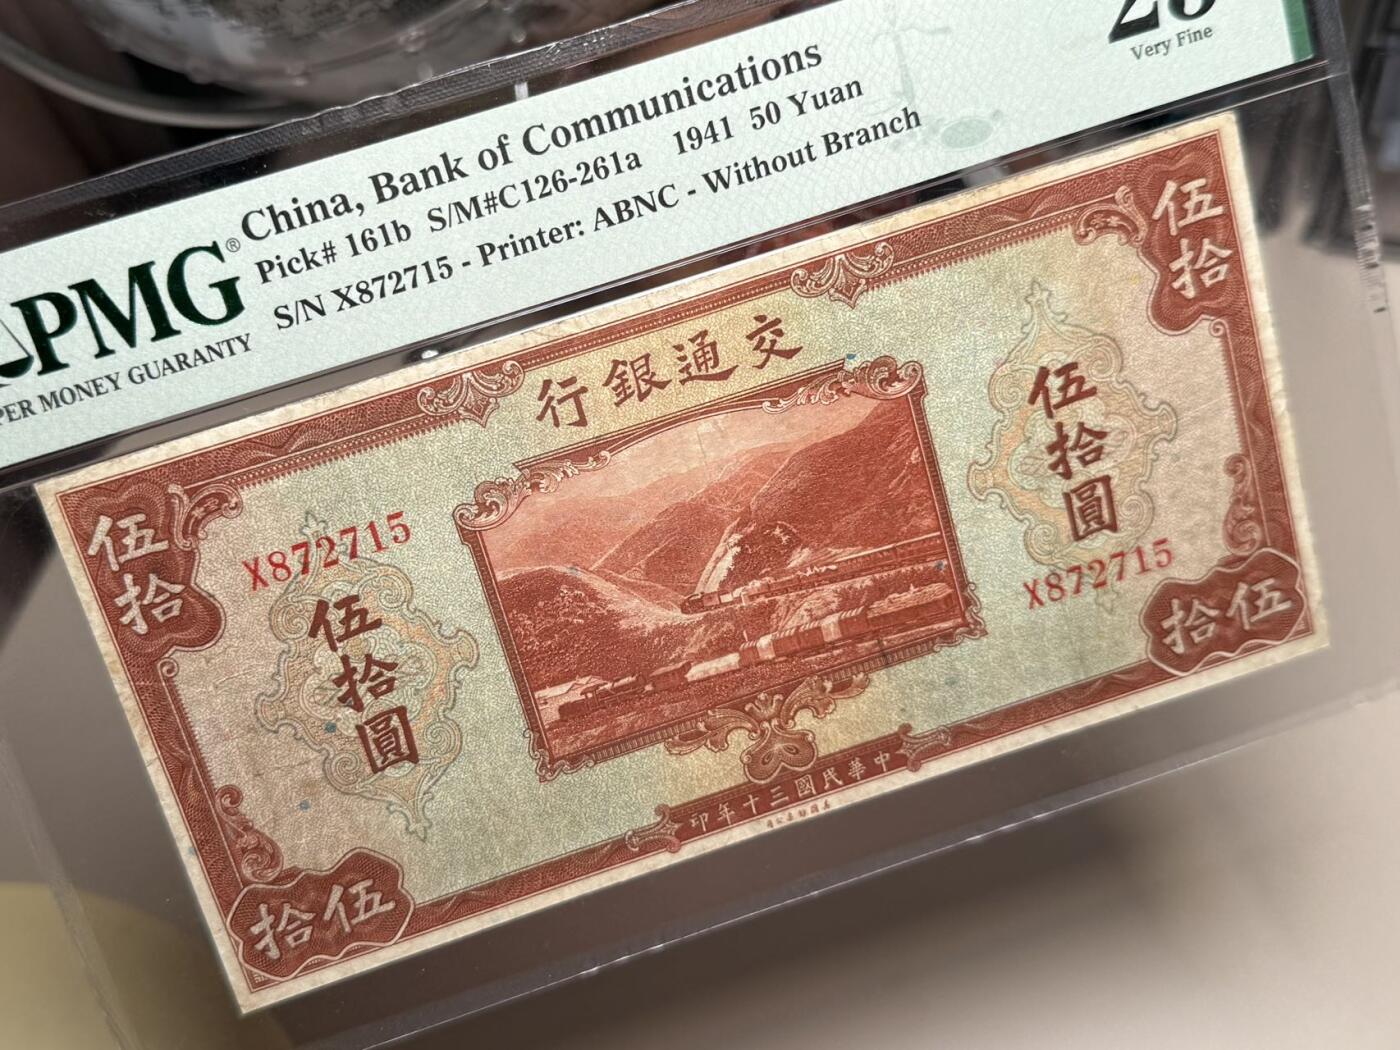 China, Bank of Communications
Pick# 161b S/M#C126-261a 1941 50 Yuan
S/N X872715 - Printer: ABNC - Without Branch
PMG®
PER MONEY GUARANTY
Very Fine
行銀通交
伍拾
伍拾
X872715
伍拾圓
伍拾圓
X872715
拾伍
拾伍
印年十三國民華中